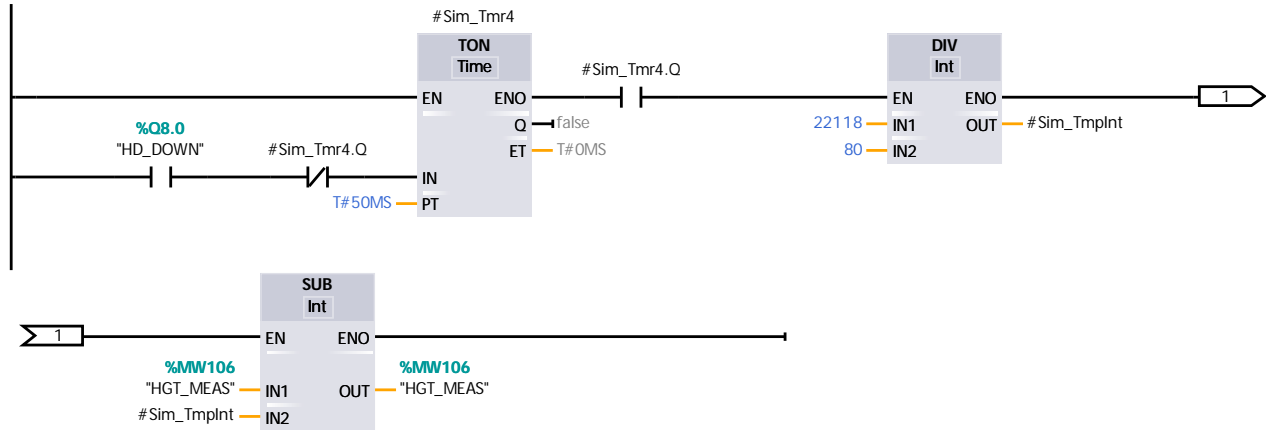 #Sim_Tmr4
TON
Time
DIV
Int
#Sim_Tmr4.Q
EN ENO
EN ENO
1
%Q8.0
"HD_DOWN"
#Sim_Tmr4.Q
Q false
22118 IN1 OUT #Sim_TmpInt
ET T#0MS
80 IN2
IN
T#50MS PT
SUB
Int
1
EN ENO
%MW106
"HGT_MEAS" IN1
%MW106
OUT "HGT_MEAS"
#Sim_TmpInt IN2